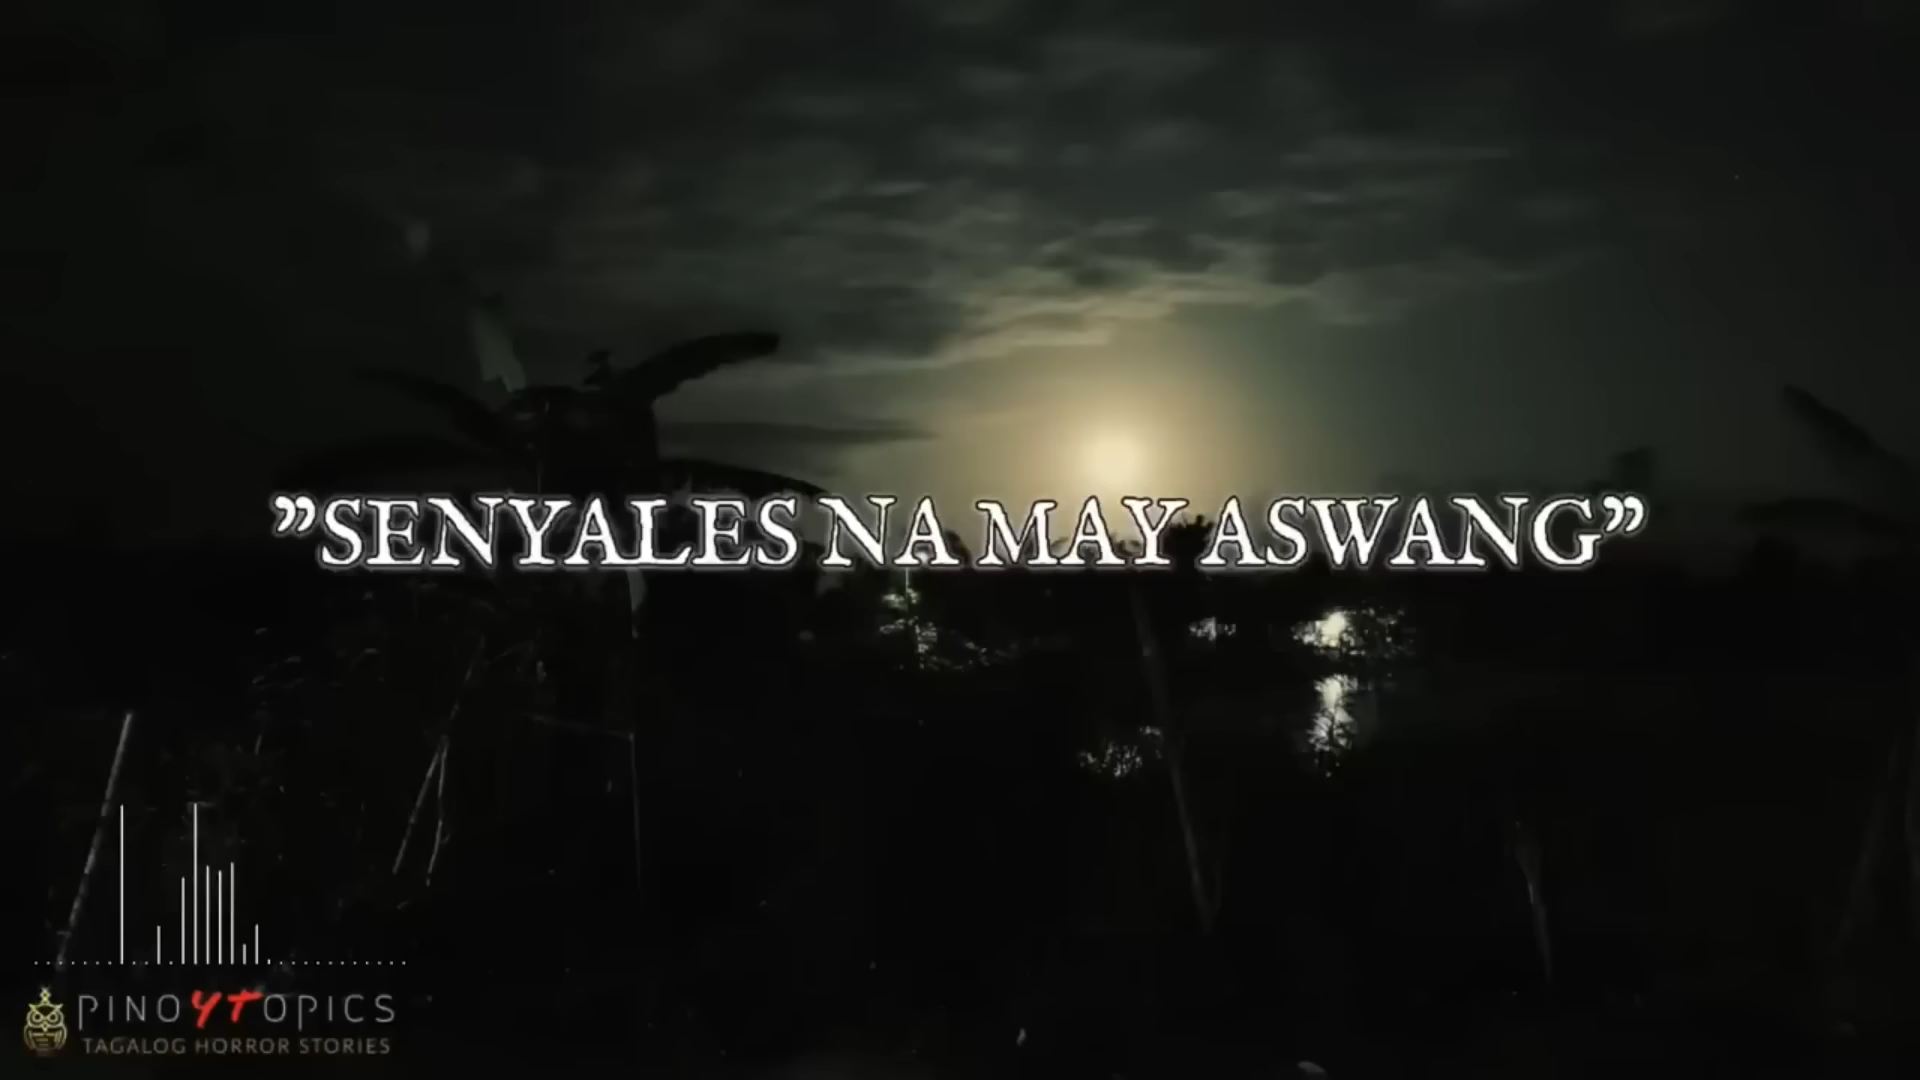 ”SENYALES NA MAY ASWANG”
PINOYTOPICS
TAGALOG HORROR STORIES